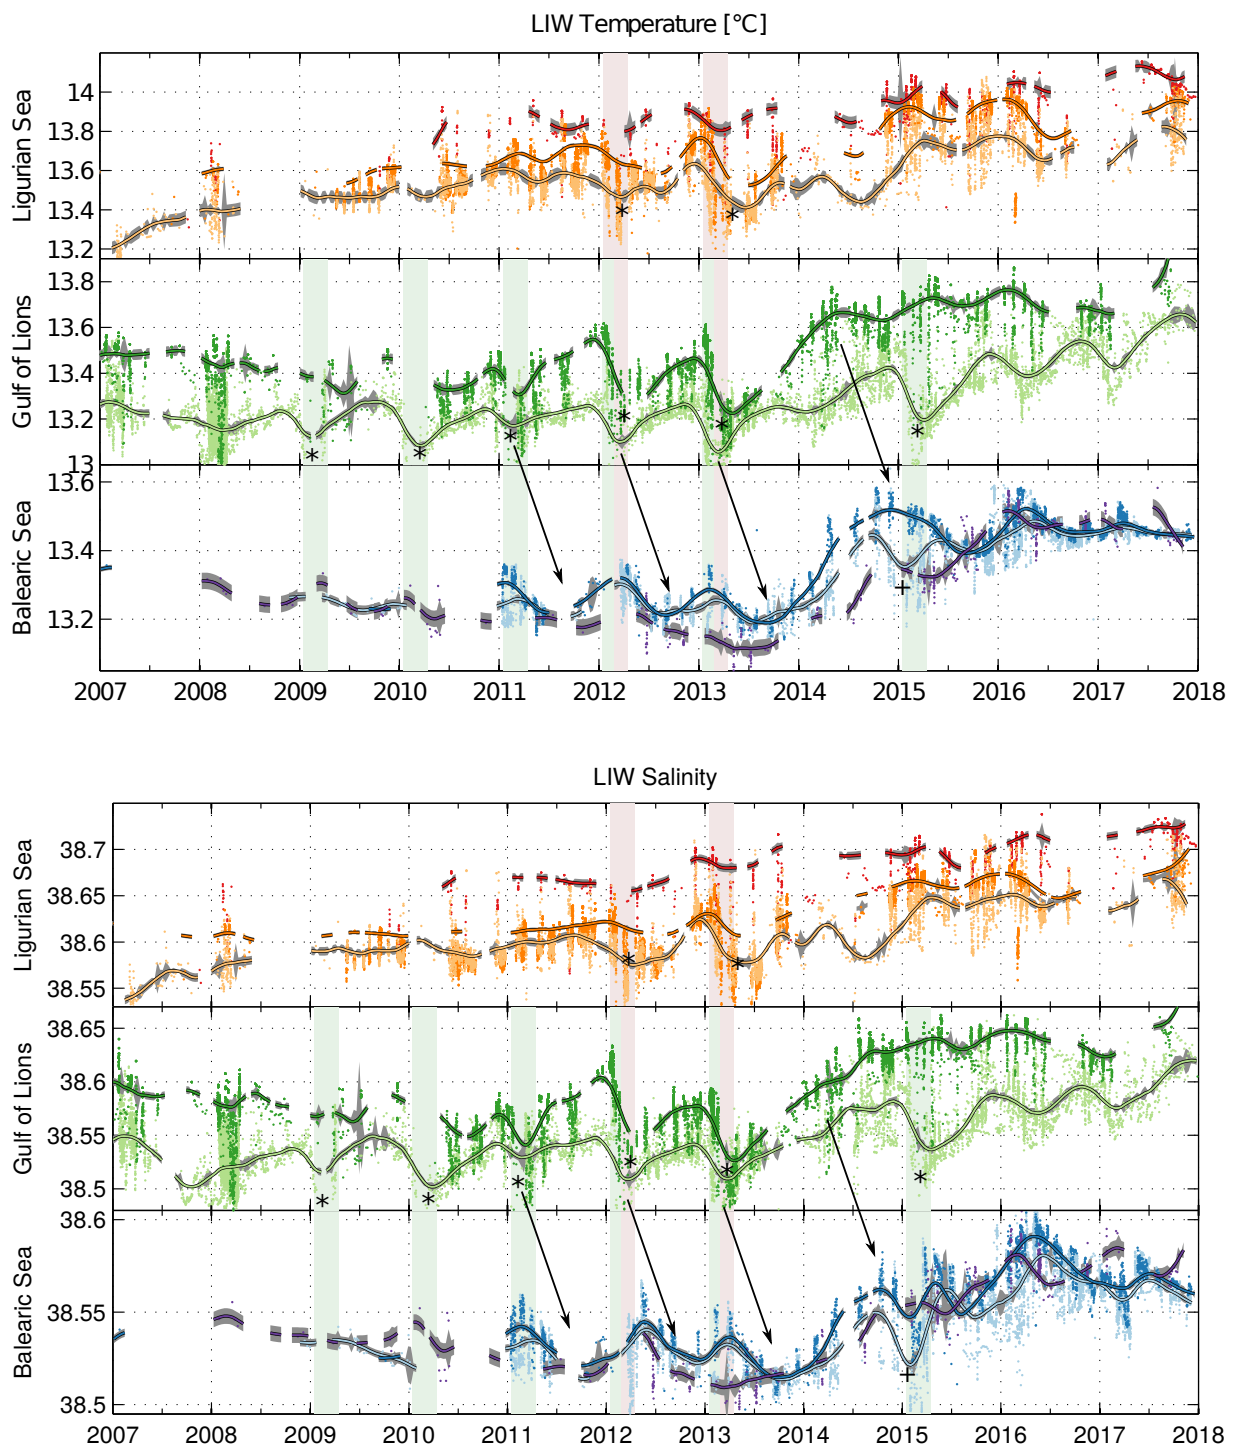 LIW Temperature [°C]
Ligurian Sea
14
13.8
13.6
13.4
13.2
Gulf of Lions
13.8
13.6
13.4
13.2
13
* * * * * * * *
Balearic Sea
13.6
13.4
13.2
+
2007 2008 2009 2010 2011 2012 2013 2014 2015 2016 2017 2018
LIW Salinity
Ligurian Sea
38.7
38.65
38.6
38.55
Gulf of Lions
38.65
38.6
38.55
38.5
* * * * * * * *
Balearic Sea
38.6
38.55
38.5
+
2007 2008 2009 2010 2011 2012 2013 2014 2015 2016 2017 2018